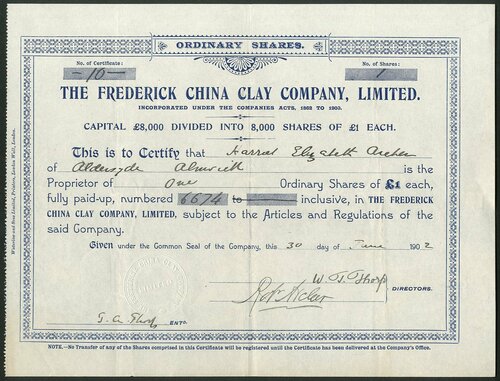 ORDINARY SHARES.
No. of Certificate:
No. of Shares:
—10—
1
THE FREDERICK CHINA CLAY COMPANY, LIMITED.
INCORPORATED UNDER THE COMPANIES ACTS, 1862 TO 1900.
CAPITAL £8,000 DIVIDED INTO 8,000 SHARES OF £1 EACH.
This is to Certify that Harriet Elizabeth Archer
of Aldersyde Alnwick is the
Proprietor of One Ordinary Shares of £1 each,
fully paid-up, numbered 6674 to inclusive, in THE FREDERICK
CHINA CLAY COMPANY, LIMITED, subject to the Articles and Regulations of the
said Company.
Given under the Common Seal of the Company, this 30 day of June 1902
W. T. Thorp
DIRECTORS.
NOTE.—No Transfer of any of the Shares comprised in this Certificate will be registered until the Certificate has been delivered at the Company's Office.